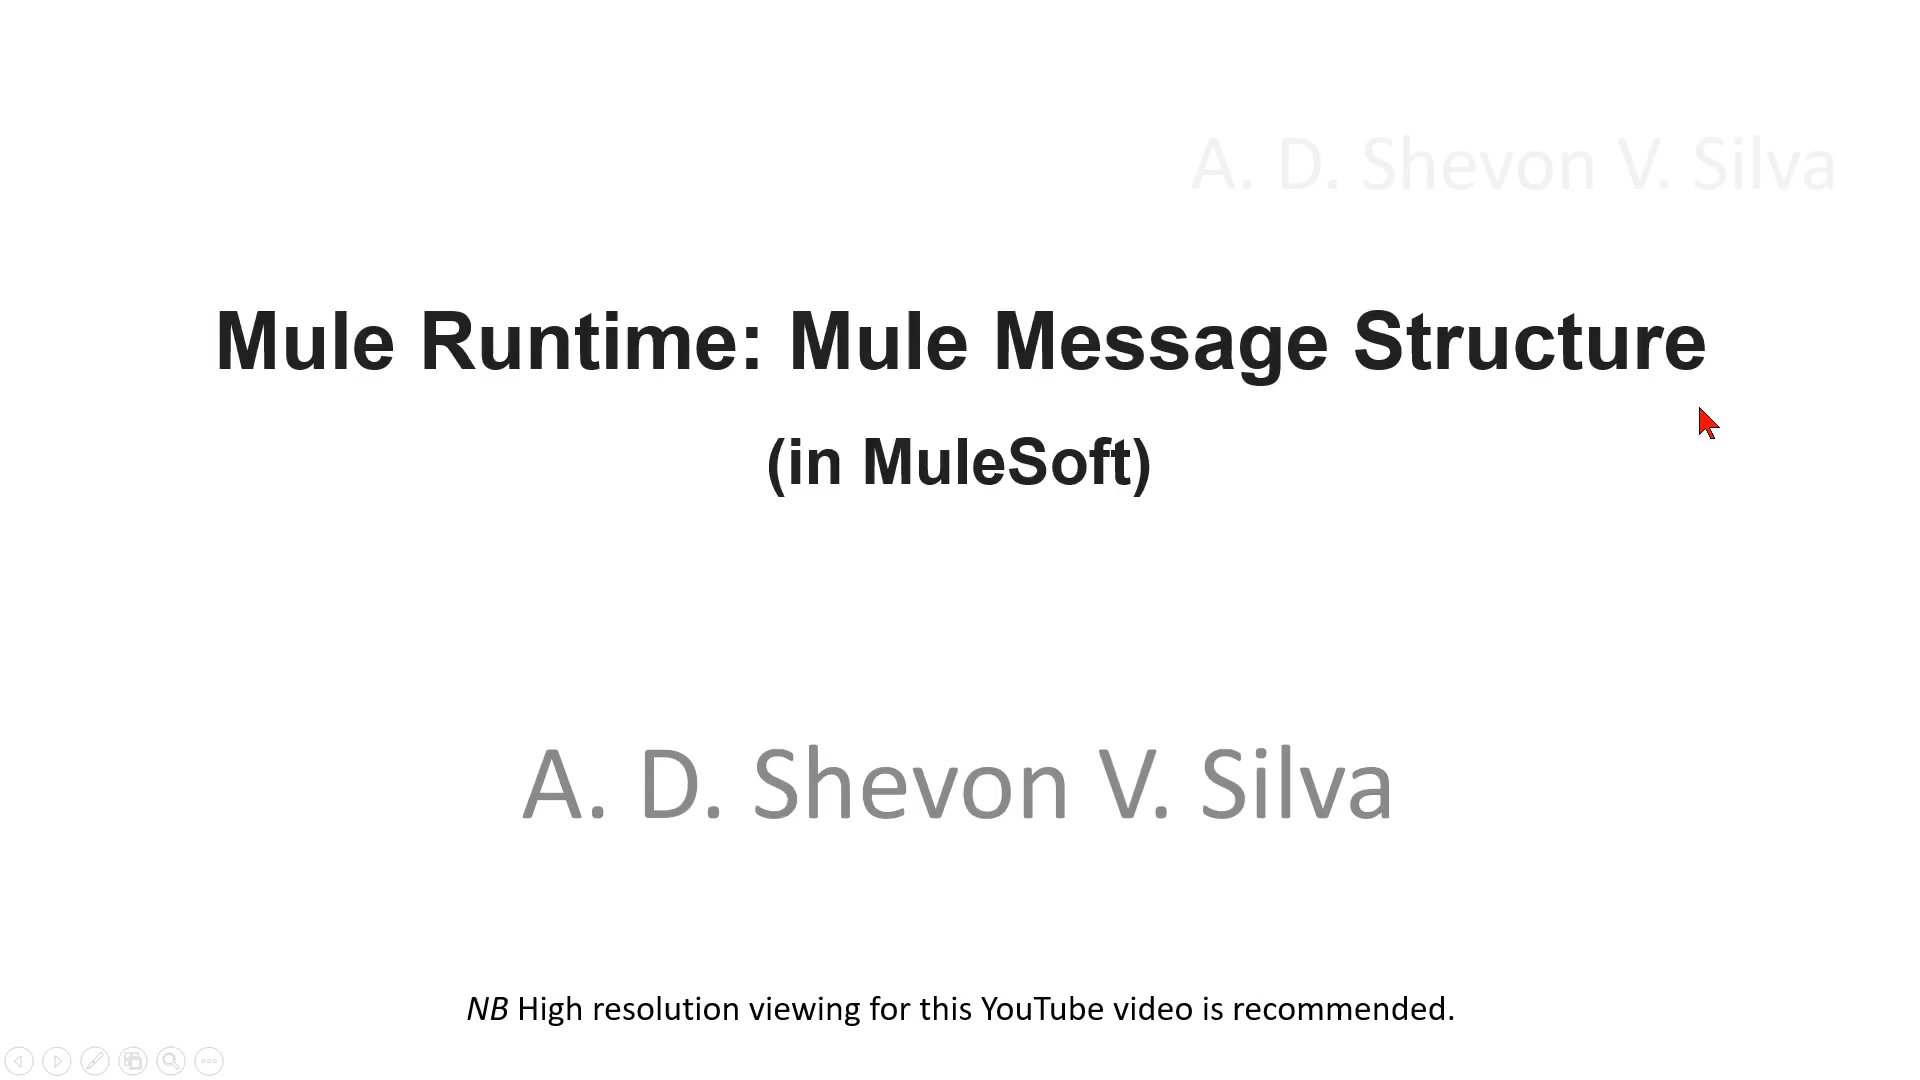 A. D. Shevon V. Silva
Mule Runtime: Mule Message Structure
(in MuleSoft)
A. D. Shevon V. Silva
NB High resolution viewing for this YouTube video is recommended.